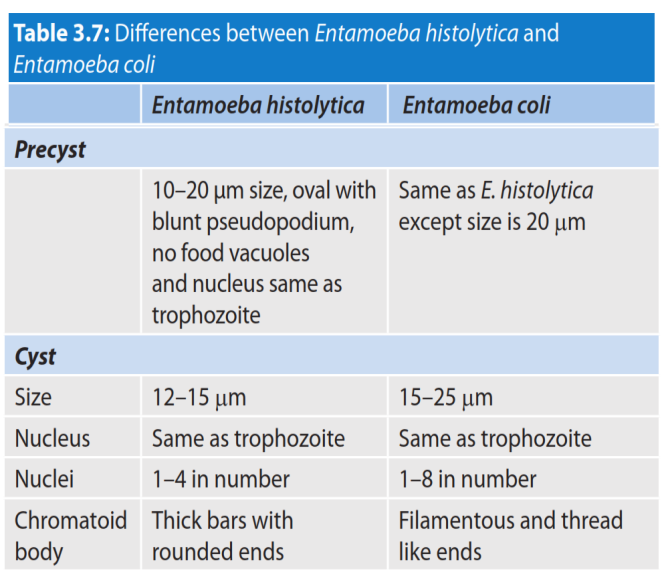 Table 3.7: Differences between Entamoeba histolytica and
Entamoeba coli
Entamoeba histolytica Entamoeba coli
Precyst
10–20 μm size, oval with
blunt pseudopodium,
no food vacuoles
and nucleus same as
trophozoite
Same as E. histolytica
except size is 20 μm
Cyst
Size 12–15 μm 15–25 μm
Nucleus Same as trophozoite Same as trophozoite
Nuclei 1–4 in number 1–8 in number
Chromatoid
body
Thick bars with
rounded ends
Filamentous and thread
like ends